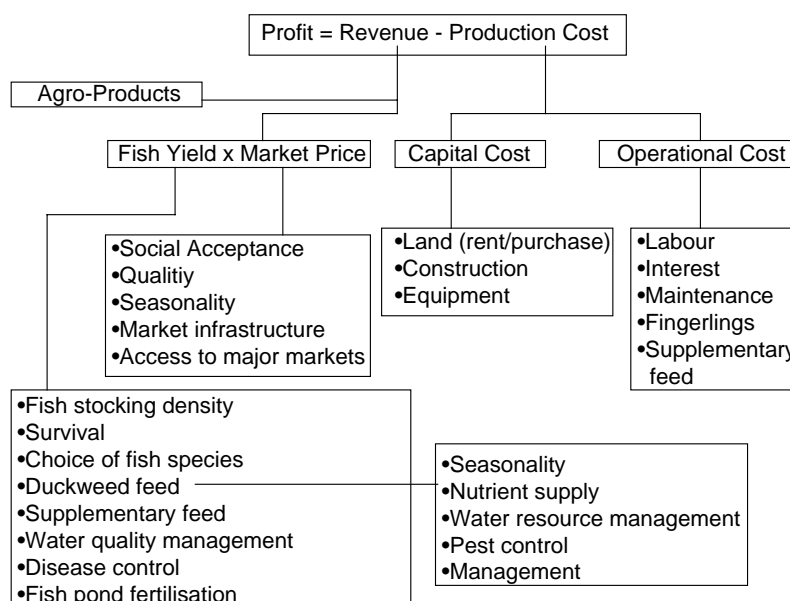 Profit = Revenue - Production Cost
Agro-Products
Fish Yield x Market Price
Capital Cost
Operational Cost
•Social Acceptance
•Qualitiy
•Seasonality
•Market infrastructure
•Access to major markets
•Land (rent/purchase)
•Construction
•Equipment
•Labour
•Interest
•Maintenance
•Fingerlings
•Supplementary
feed
•Fish stocking density
•Survival
•Choice of fish species
•Duckweed feed
•Supplementary feed
•Water quality management
•Disease control
•Fish pond fertilisation
•Seasonality
•Nutrient supply
•Water resource management
•Pest control
•Management